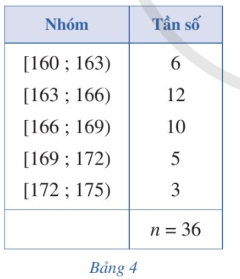 Nhóm Tần số
[160 ; 163) 6
[163 ; 166) 12
[166 ; 169) 10
[169 ; 172) 5
[172 ; 175) 3
n = 36
Bảng 4